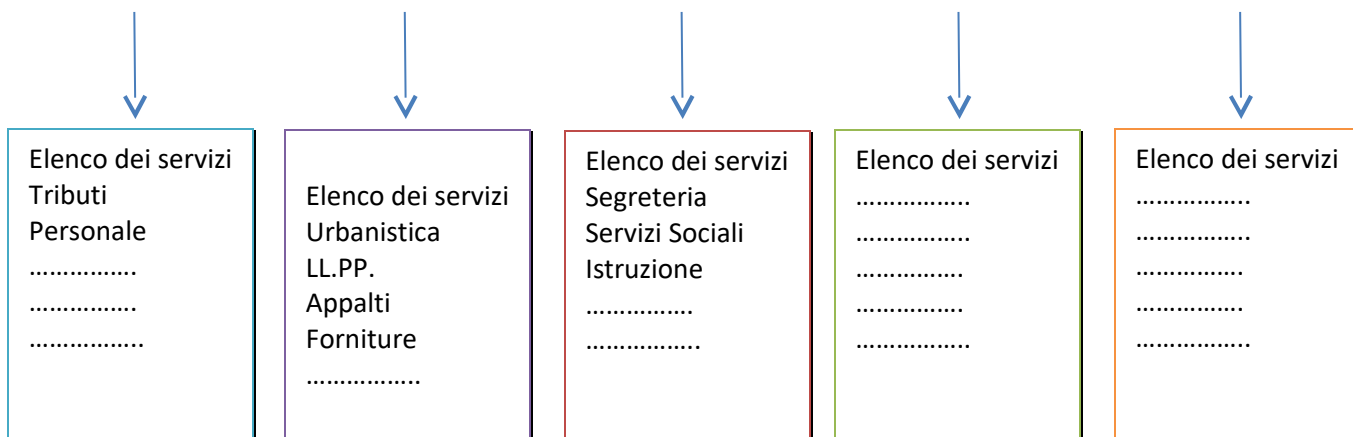 Elenco dei servizi
Tributi
Personale
…………….
…………….
……………..
Elenco dei servizi
Urbanistica
LL.PP.
Appalti
Forniture
……………..
Elenco dei servizi
Segreteria
Servizi Sociali
Istruzione
…………….
……………..
Elenco dei servizi
……………..
……………..
…………….
…………….
……………..
Elenco dei servizi
……………..
……………..
…………….
…………….
……………..